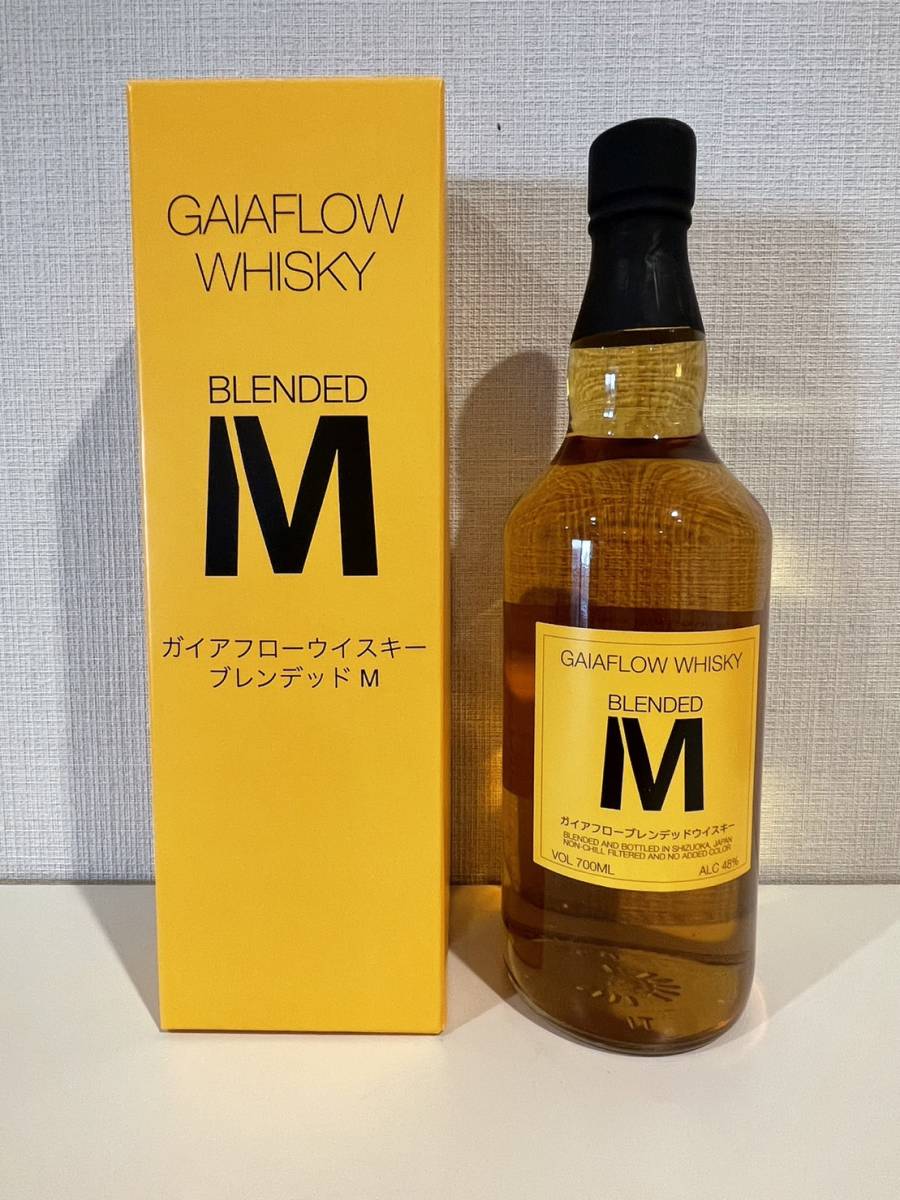 GAIAFLOW
WHISKY
BLENDED
M
ガイアフローウイスキー
ブレンデッド M
GAIAFLOW WHISKY
BLENDED
M
ガイアフローブレンデッドウイスキー
BLENDED AND BOTTLED IN SHIZUOKA, JAPAN
NON-CHILL FILTERED AND NO ADDED COLOR
VOL 700ML
ALC 48%